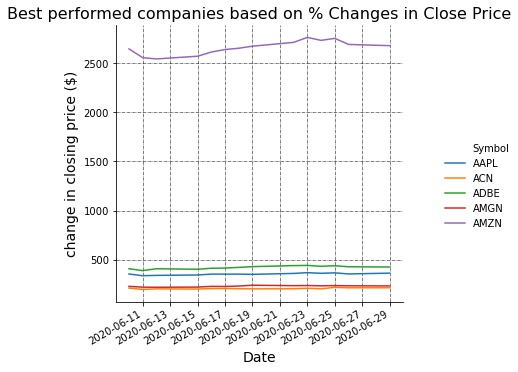 Best performed companies based on % Changes in Close Price
change in closing price ($)
2500
2000
1500
1000
500
Symbol
AAPL
ACN
ADBE
AMGN
AMZN
2020-06-11
2020-06-13
2020-06-15
2020-06-17
2020-06-19
2020-06-21
2020-06-23
2020-06-25
2020-06-27
2020-06-29
Date